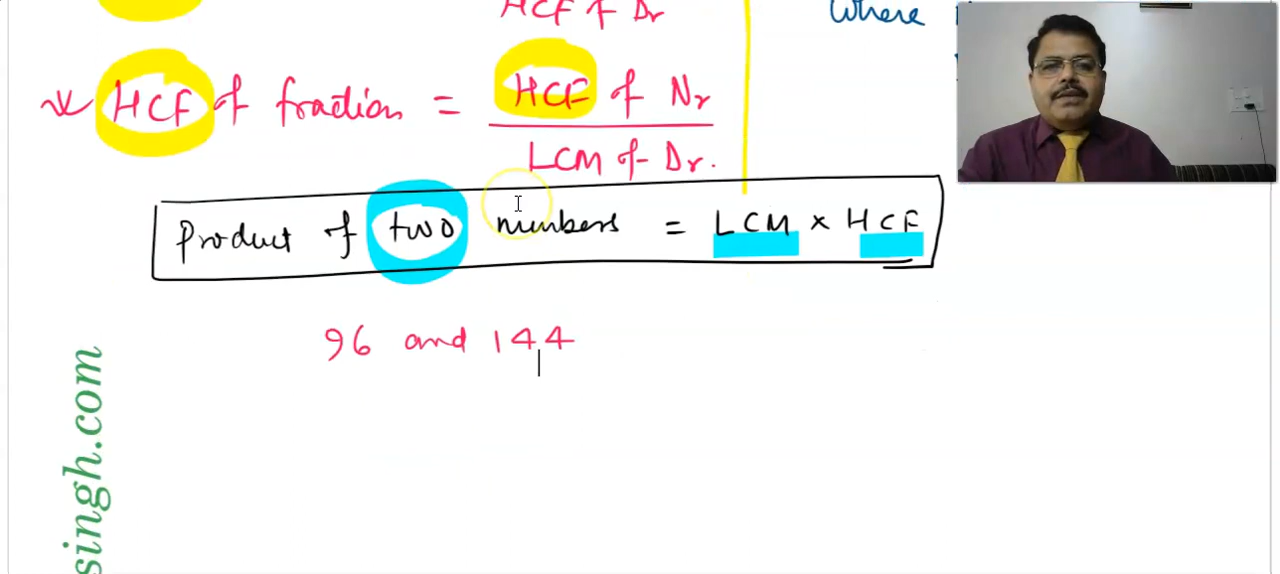 HCF of Dr
Where
HCF of fraction = HCF of Nr
LCM of Dr.
Product of two numbers = LCM × HCF
96 and 144
singh.com